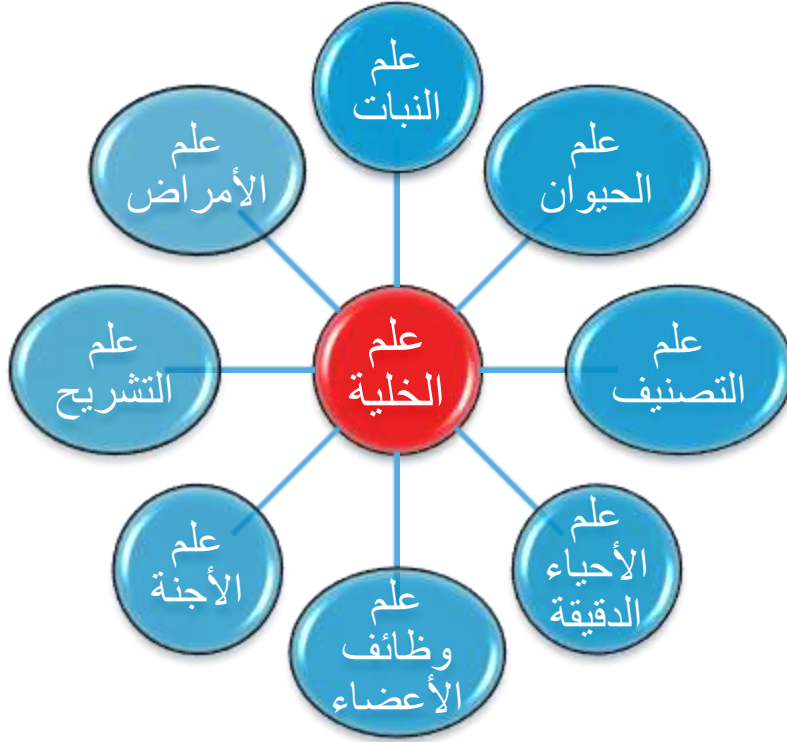 علم
النبات
علم
الحيوان
علم
التصنيف
علم
الأحياء
الدقيقة
علم
وظائف
الأعضاء
علم
الأجنة
علم
التشريح
علم
الأمراض
علم
الخلية